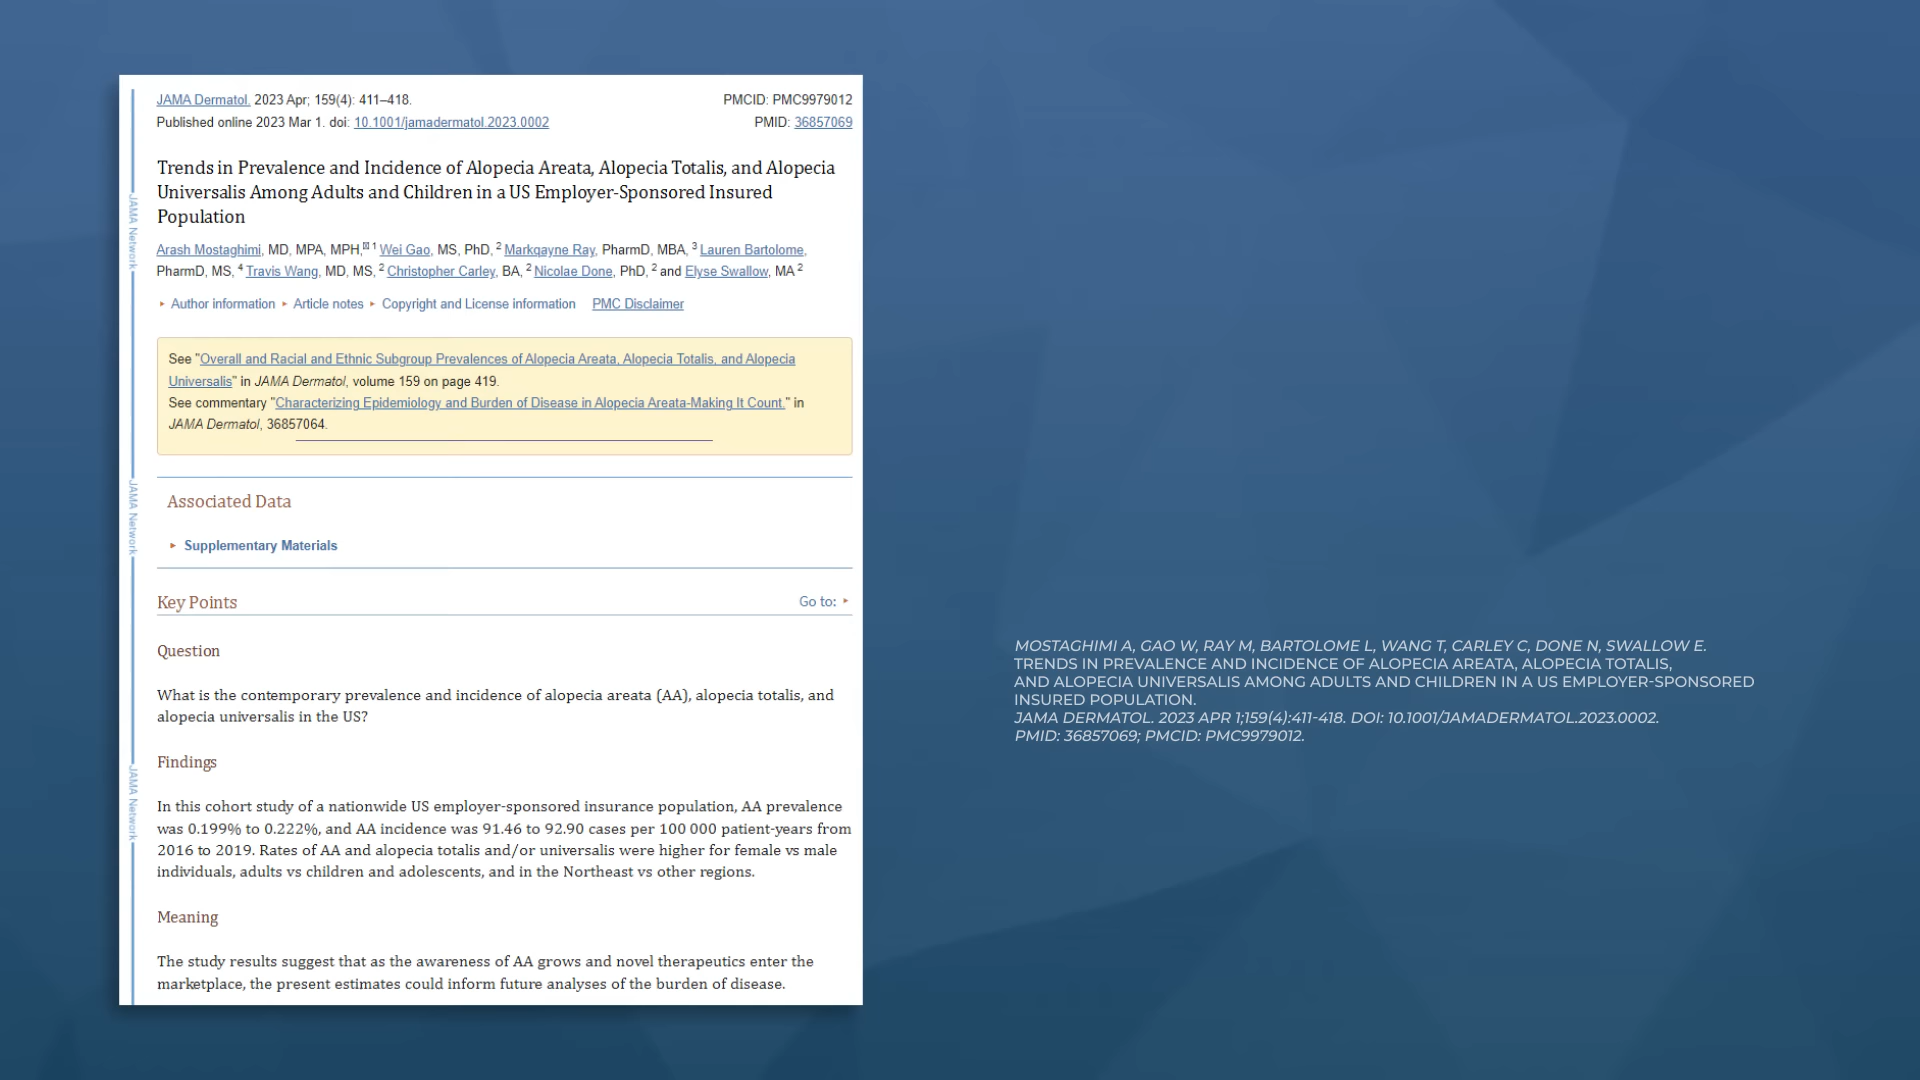 JAMA Dermatol. 2023 Apr; 159(4): 411–418.
PMCID: PMC9979012
Published online 2023 Mar 1. doi: 10.1001/jamadermatol.2023.0002
PMID: 36857069
Trends in Prevalence and Incidence of Alopecia Areata, Alopecia Totalis, and Alopecia
Universalis Among Adults and Children in a US Employer-Sponsored Insured
Population
Arash Mostaghimi, MD, MPA, MPH, 1 Wei Gao, MS, PhD, 2 Markqayne Ray, PharmD, MBA, 3 Lauren Bartolome,
PharmD, MS, 4 Travis Wang, MD, MS, 2 Christopher Carley, BA, 2 Nicolae Done, PhD, 2 and Elyse Swallow, MA 2
Author information Article notes Copyright and License information PMC Disclaimer
See "Overall and Racial and Ethnic Subgroup Prevalences of Alopecia Areata, Alopecia Totalis, and Alopecia
Universalis" in JAMA Dermatol, volume 159 on page 419.
See commentary "Characterizing Epidemiology and Burden of Disease in Alopecia Areata-Making It Count." in
JAMA Dermatol, 36857064.
Associated Data
Supplementary Materials
Key Points
Go to:
Question
What is the contemporary prevalence and incidence of alopecia areata (AA), alopecia totalis, and
alopecia universalis in the US?
Findings
In this cohort study of a nationwide US employer-sponsored insurance population, AA prevalence
was 0.199% to 0.222%, and AA incidence was 91.46 to 92.90 cases per 100 000 patient-years from
2016 to 2019. Rates of AA and alopecia totalis and/or universalis were higher for female vs male
individuals, adults vs children and adolescents, and in the Northeast vs other regions.
Meaning
The study results suggest that as the awareness of AA grows and novel therapeutics enter the
marketplace, the present estimates could inform future analyses of the burden of disease.
JAMA Network
JAMA Network
JAMA Network
MOSTAGHIMI A, GAO W, RAY M, BARTOLOME L, WANG T, CARLEY C, DONE N, SWALLOW E.
TRENDS IN PREVALENCE AND INCIDENCE OF ALOPECIA AREATA, ALOPECIA TOTALIS,
AND ALOPECIA UNIVERSALIS AMONG ADULTS AND CHILDREN IN A US EMPLOYER-SPONSORED
INSURED POPULATION.
JAMA DERMATOL. 2023 APR 1;159(4):411-418. DOI: 10.1001/JAMADERMATOL.2023.0002.
PMID: 36857069; PMCID: PMC9979012.